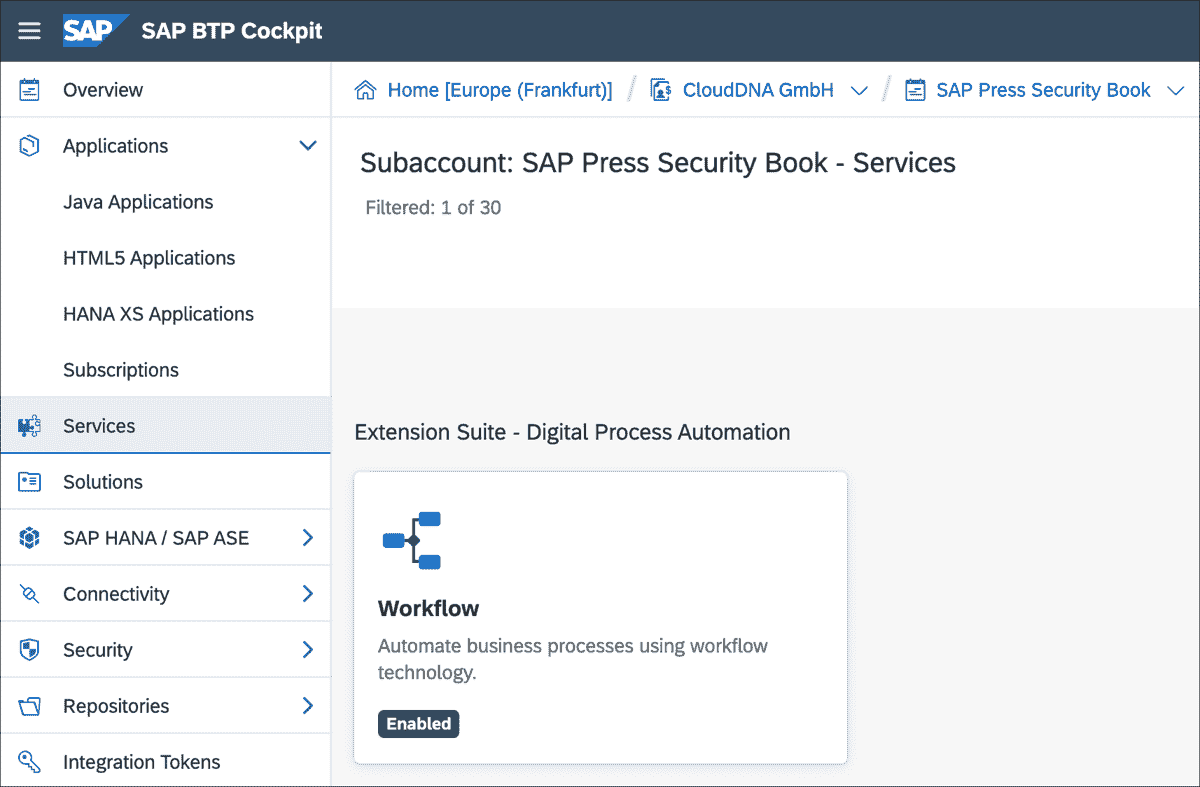 SAP SAP BTP Cockpit
Overview
Home [Europe (Frankfurt)] / CloudDNA GmbH / SAP Press Security Book
Applications
Java Applications
HTML5 Applications
HANA XS Applications
Subscriptions
Services
Solutions
SAP HANA / SAP ASE
Connectivity
Security
Repositories
Integration Tokens
Subaccount: SAP Press Security Book - Services
Filtered: 1 of 30
Extension Suite - Digital Process Automation
Workflow
Automate business processes using workflow
technology.
Enabled